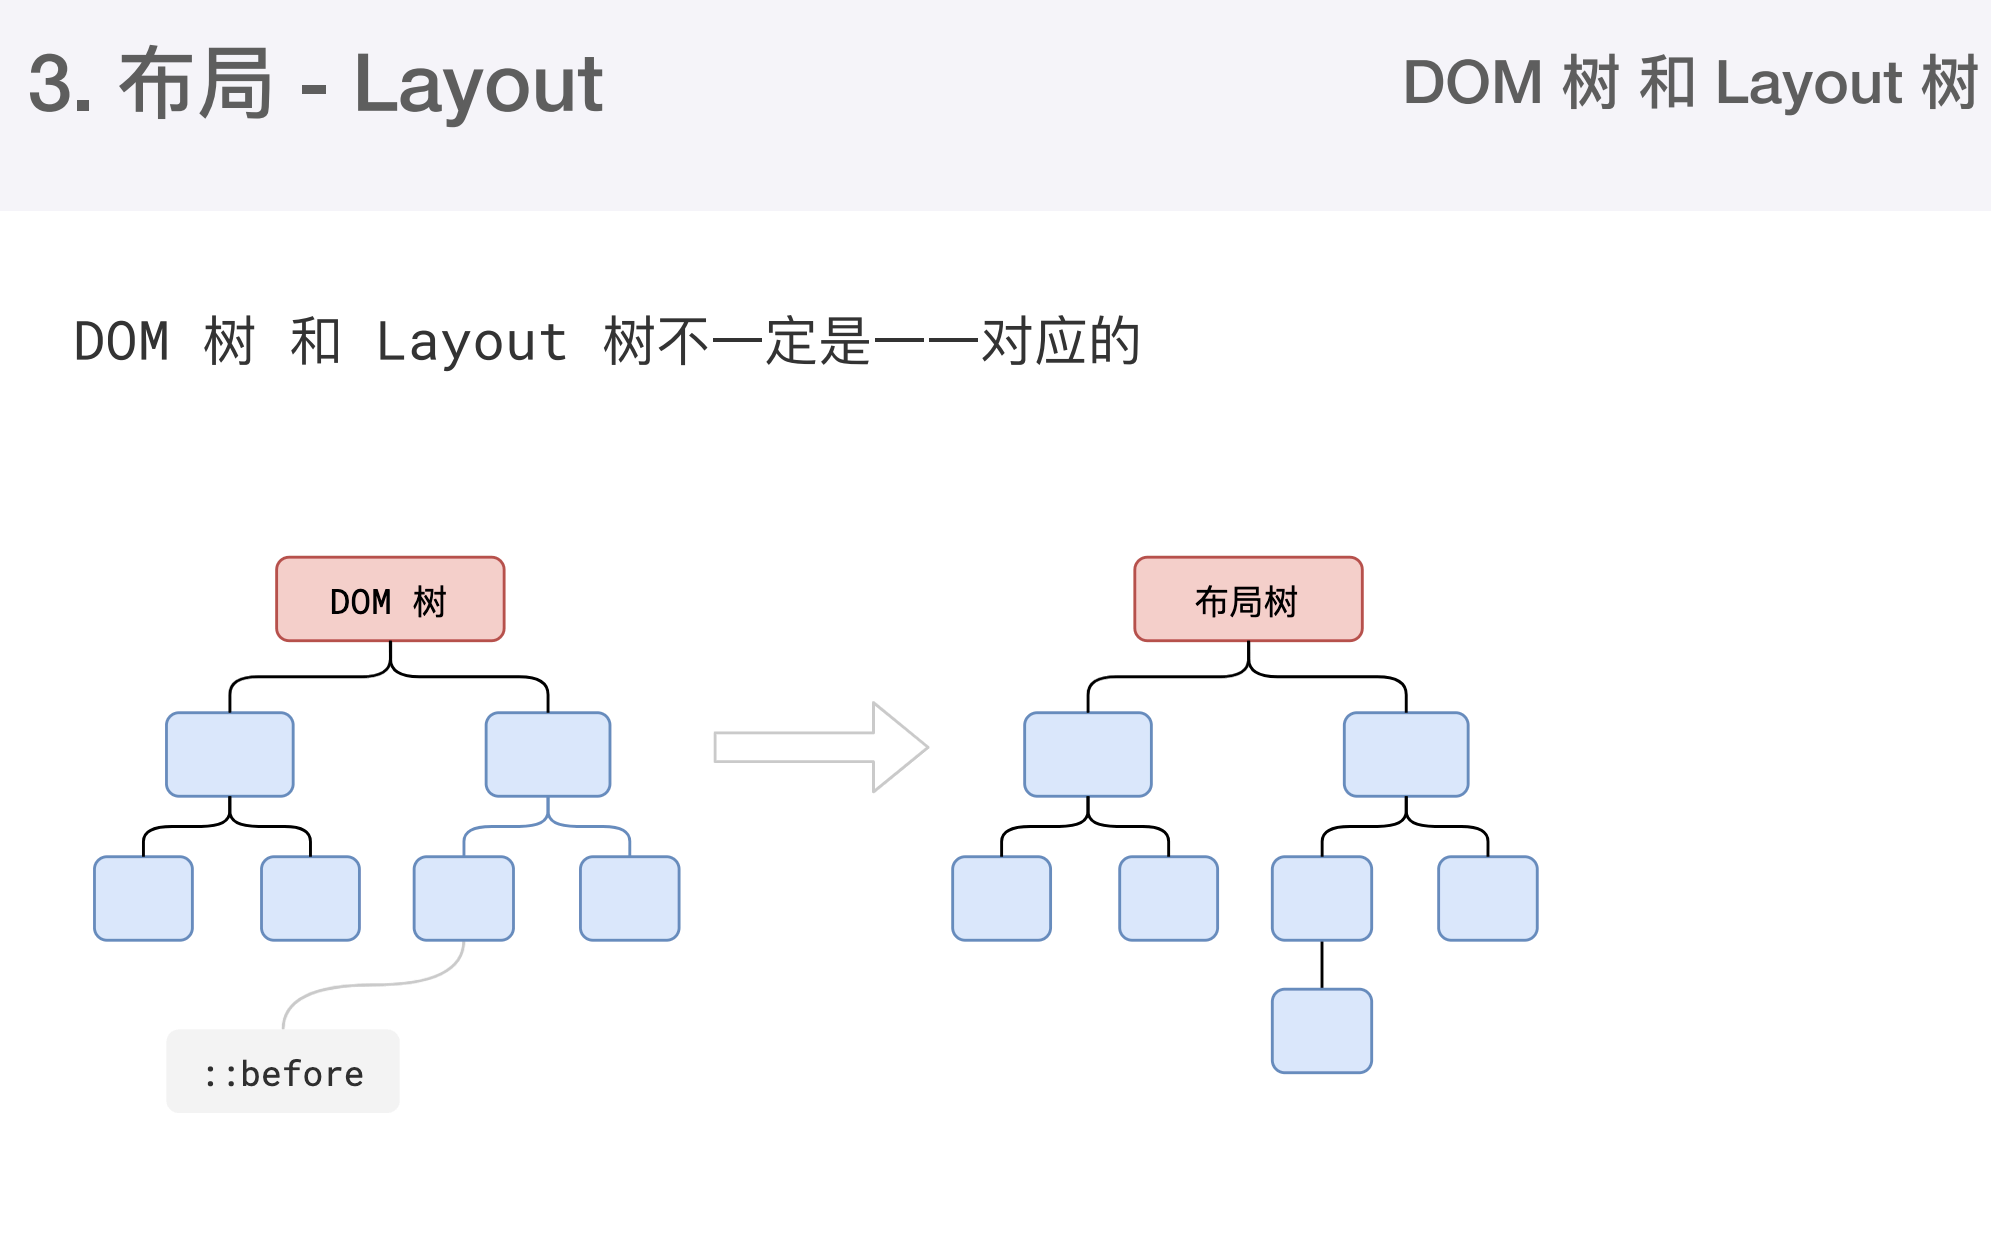 3. 布局 - Layout
DOM 树 和 Layout 树
DOM 树 和 Layout 树不一定是一一对应的
DOM 树
布局树
::before